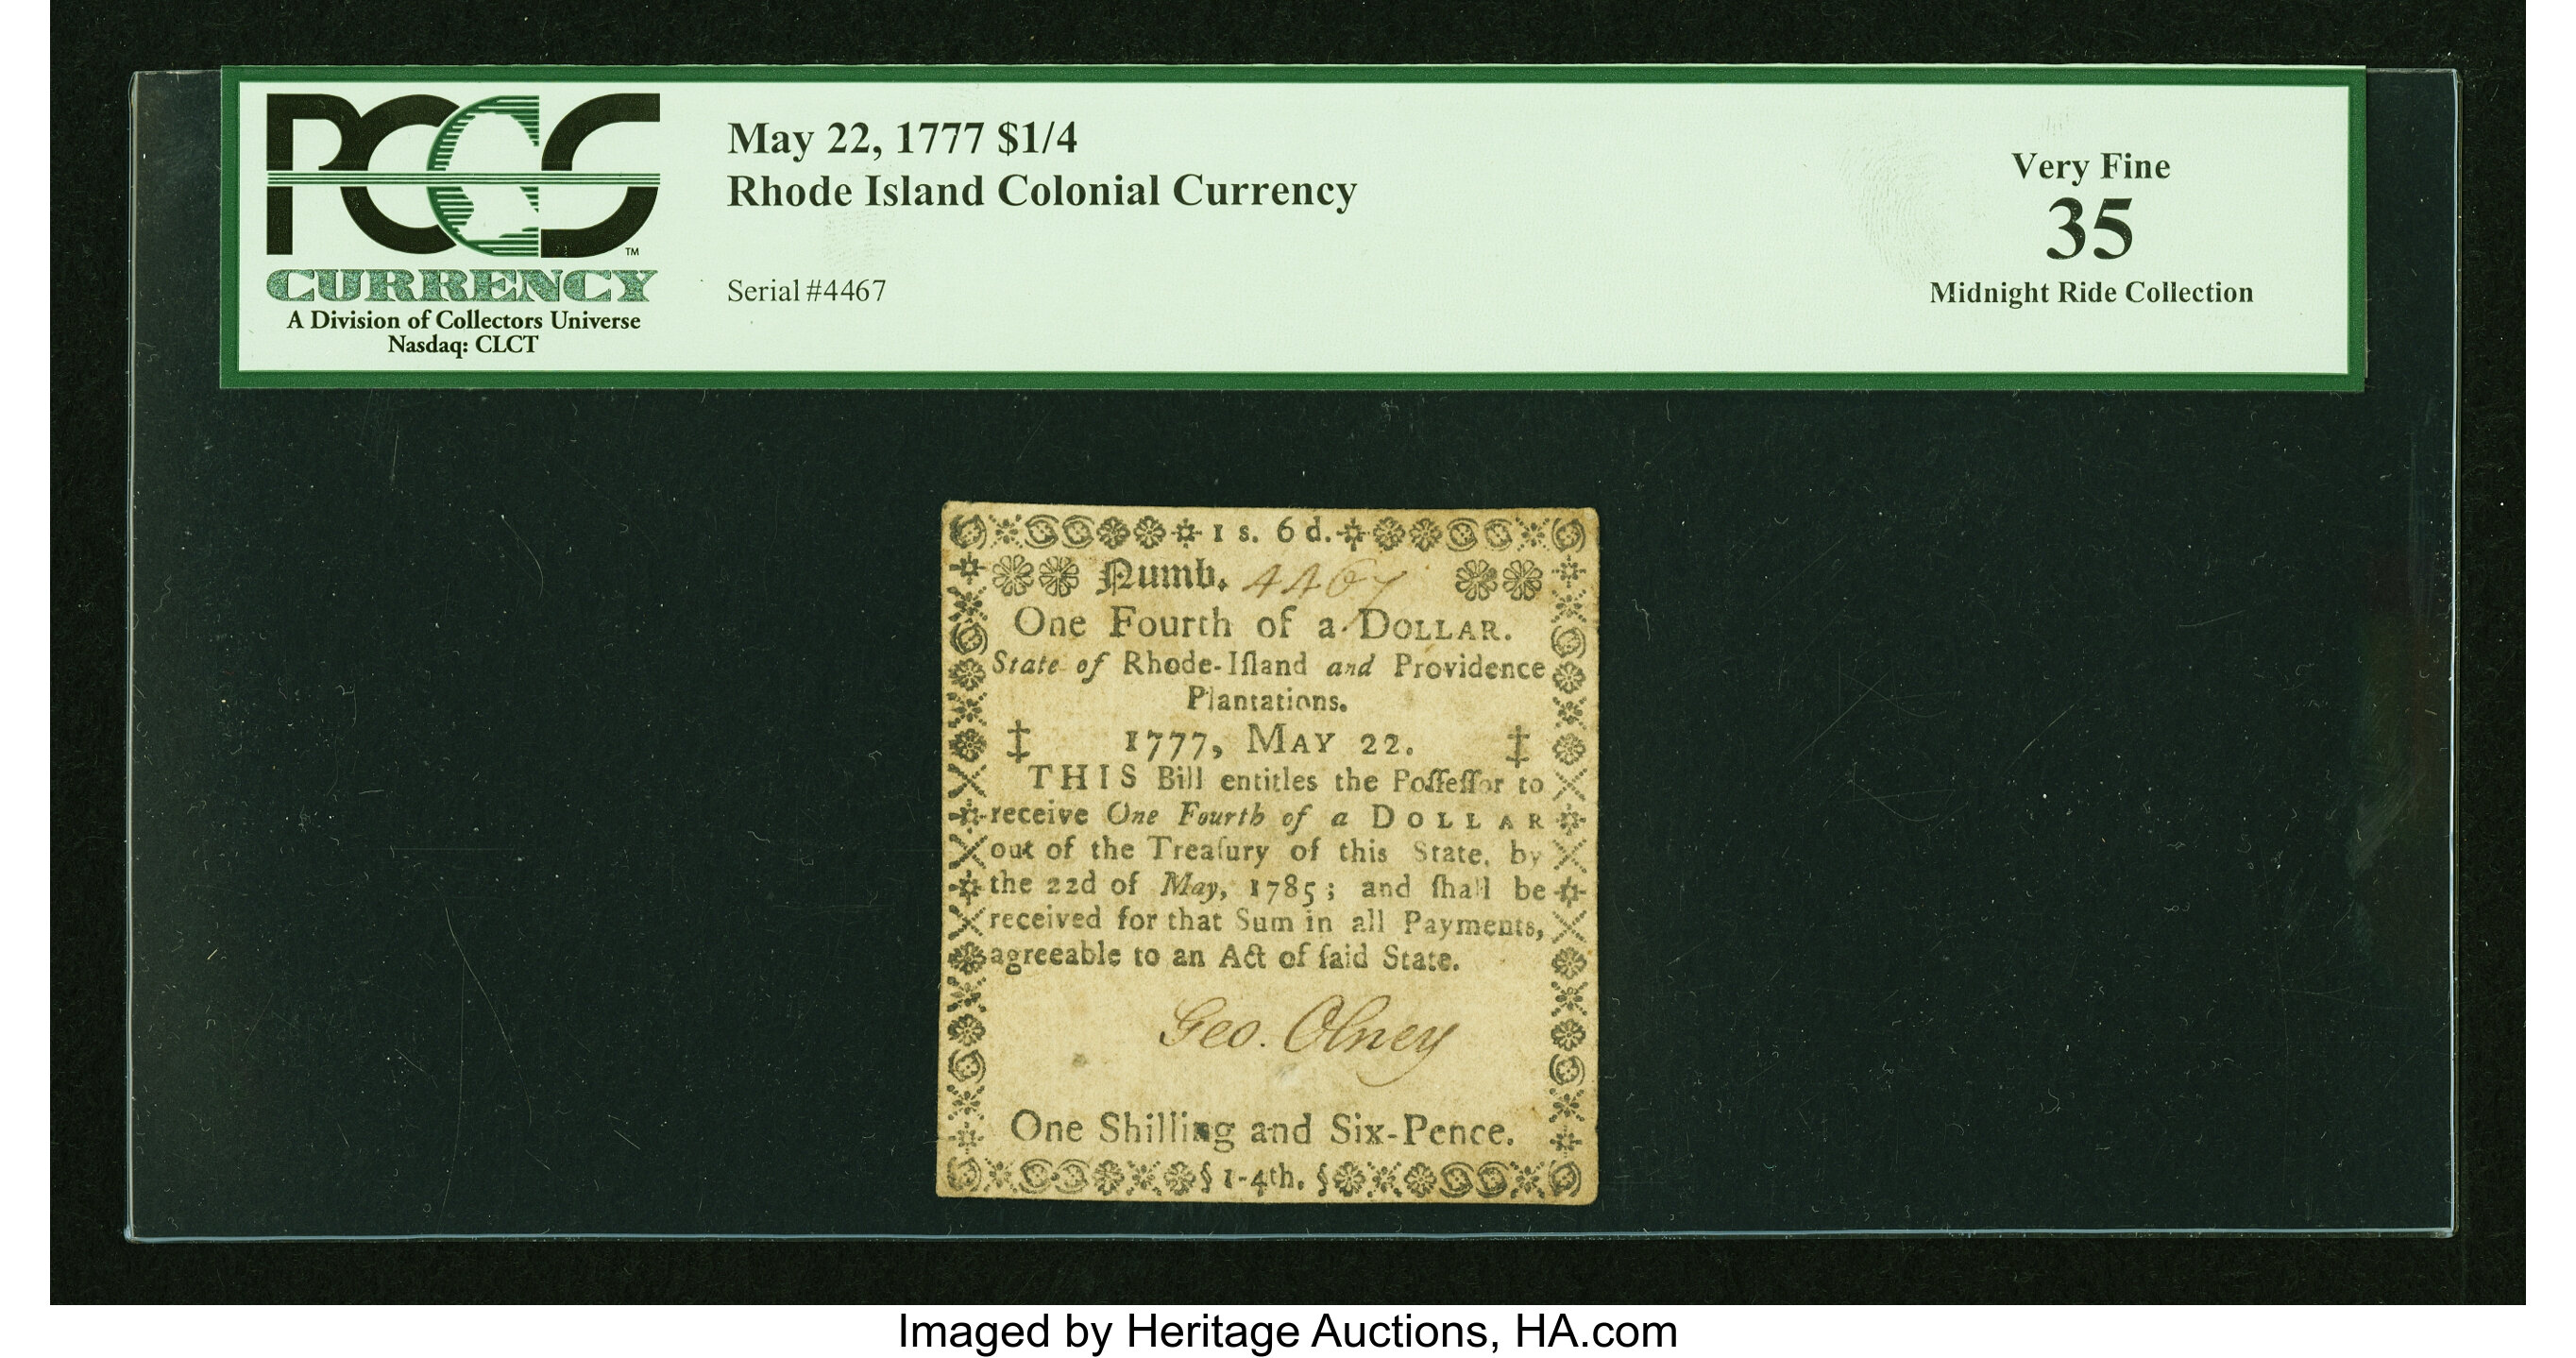 PCGS
™
CURRENCY
A Division of Collectors Universe
Nasdaq: CLCT
May 22, 1777 $1/4
Rhode Island Colonial Currency
Serial #4467
Very Fine
35
Midnight Ride Collection
1 s. 6 d.
Numb. 4467
One Fourth of a DOLLAR.
State of Rhode-Iſland and Providence
Plantations.
‡ 1777, MAY 22. ‡
THIS Bill entitles the Poſſeſſor to
receive One Fourth of a DOLLAR
out of the Treaſury of this State, by
the 22d of May, 1785; and ſhall be
received for that Sum in all Payments,
agreeable to an Act of ſaid State.
Geo. Olney
One Shilling and Six-Pence.
§ 1-4th. §
Imaged by Heritage Auctions, HA.com